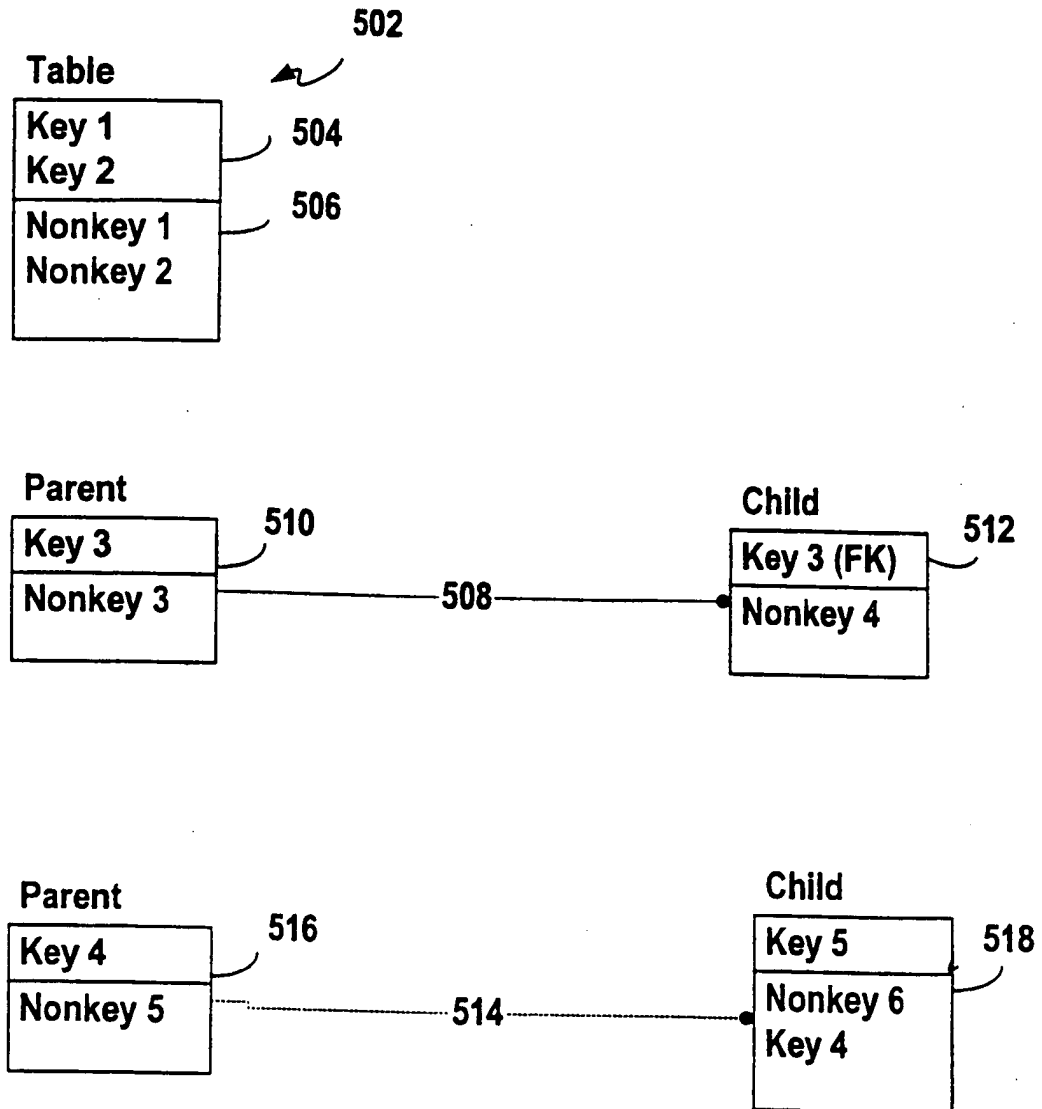 502
Table
Key 1
Key 2
504
Nonkey 1
Nonkey 2
506
Parent
Key 3
Nonkey 3
510
508
Child
Key 3 (FK)
Nonkey 4
512
Parent
Key 4
Nonkey 5
516
514
Child
Key 5
Nonkey 6
Key 4
518